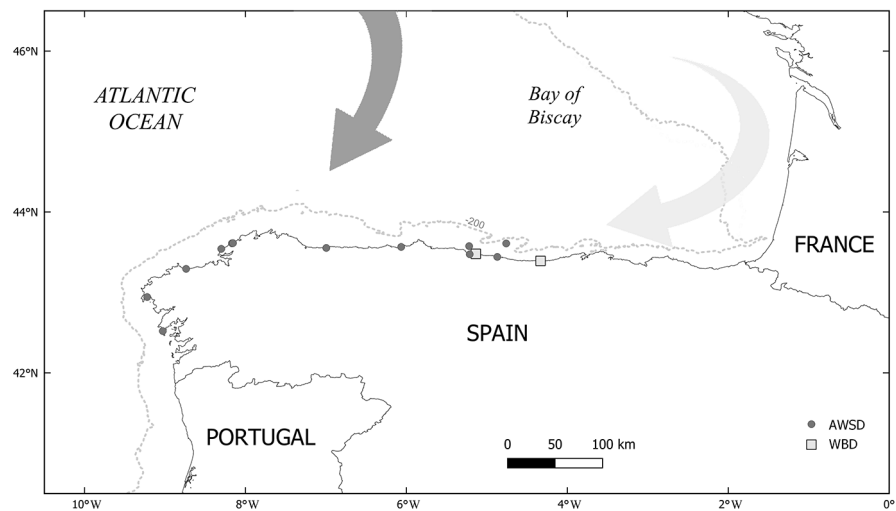 46°N
ATLANTIC
OCEAN
Bay of
Biscay
44°N
-200
FRANCE
SPAIN
42°N
PORTUGAL
AWSD
WBD
0 50 100 km
10°W 8°W 6°W 4°W 2°W 0°